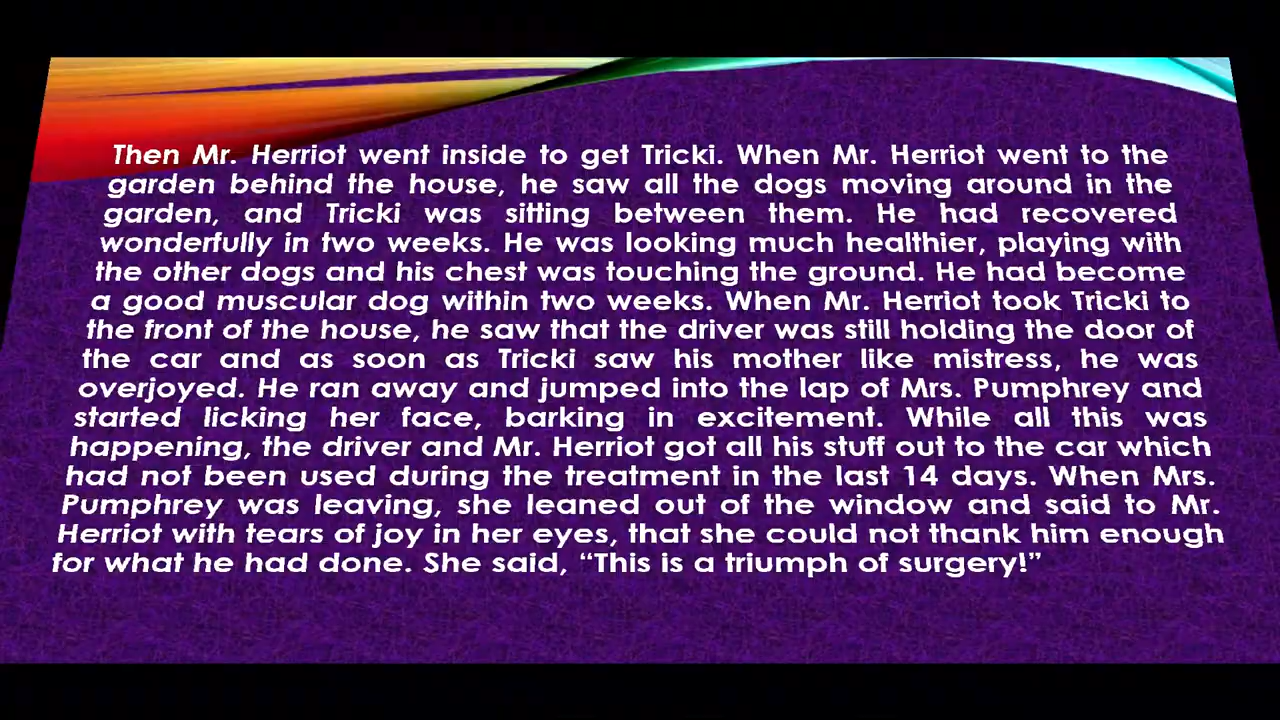 Then Mr. Herriot went inside to get Tricki. When Mr. Herriot went to the
garden behind the house, he saw all the dogs moving around in the
garden, and Tricki was sitting between them. He had recovered
wonderfully in two weeks. He was looking much healthier, playing with
the other dogs and his chest was touching the ground. He had become
a good muscular dog within two weeks. When Mr. Herriot took Tricki to
the front of the house, he saw that the driver was still holding the door of
the car and as soon as Tricki saw his mother like mistress, he was
overjoyed. He ran away and jumped into the lap of Mrs. Pumphrey and
started licking her face, barking in excitement. While all this was
happening, the driver and Mr. Herriot got all his stuff out to the car which
had not been used during the treatment in the last 14 days. When Mrs.
Pumphrey was leaving, she leaned out of the window and said to Mr.
Herriot with tears of joy in her eyes, that she could not thank him enough
for what he had done. She said, “This is a triumph of surgery!”